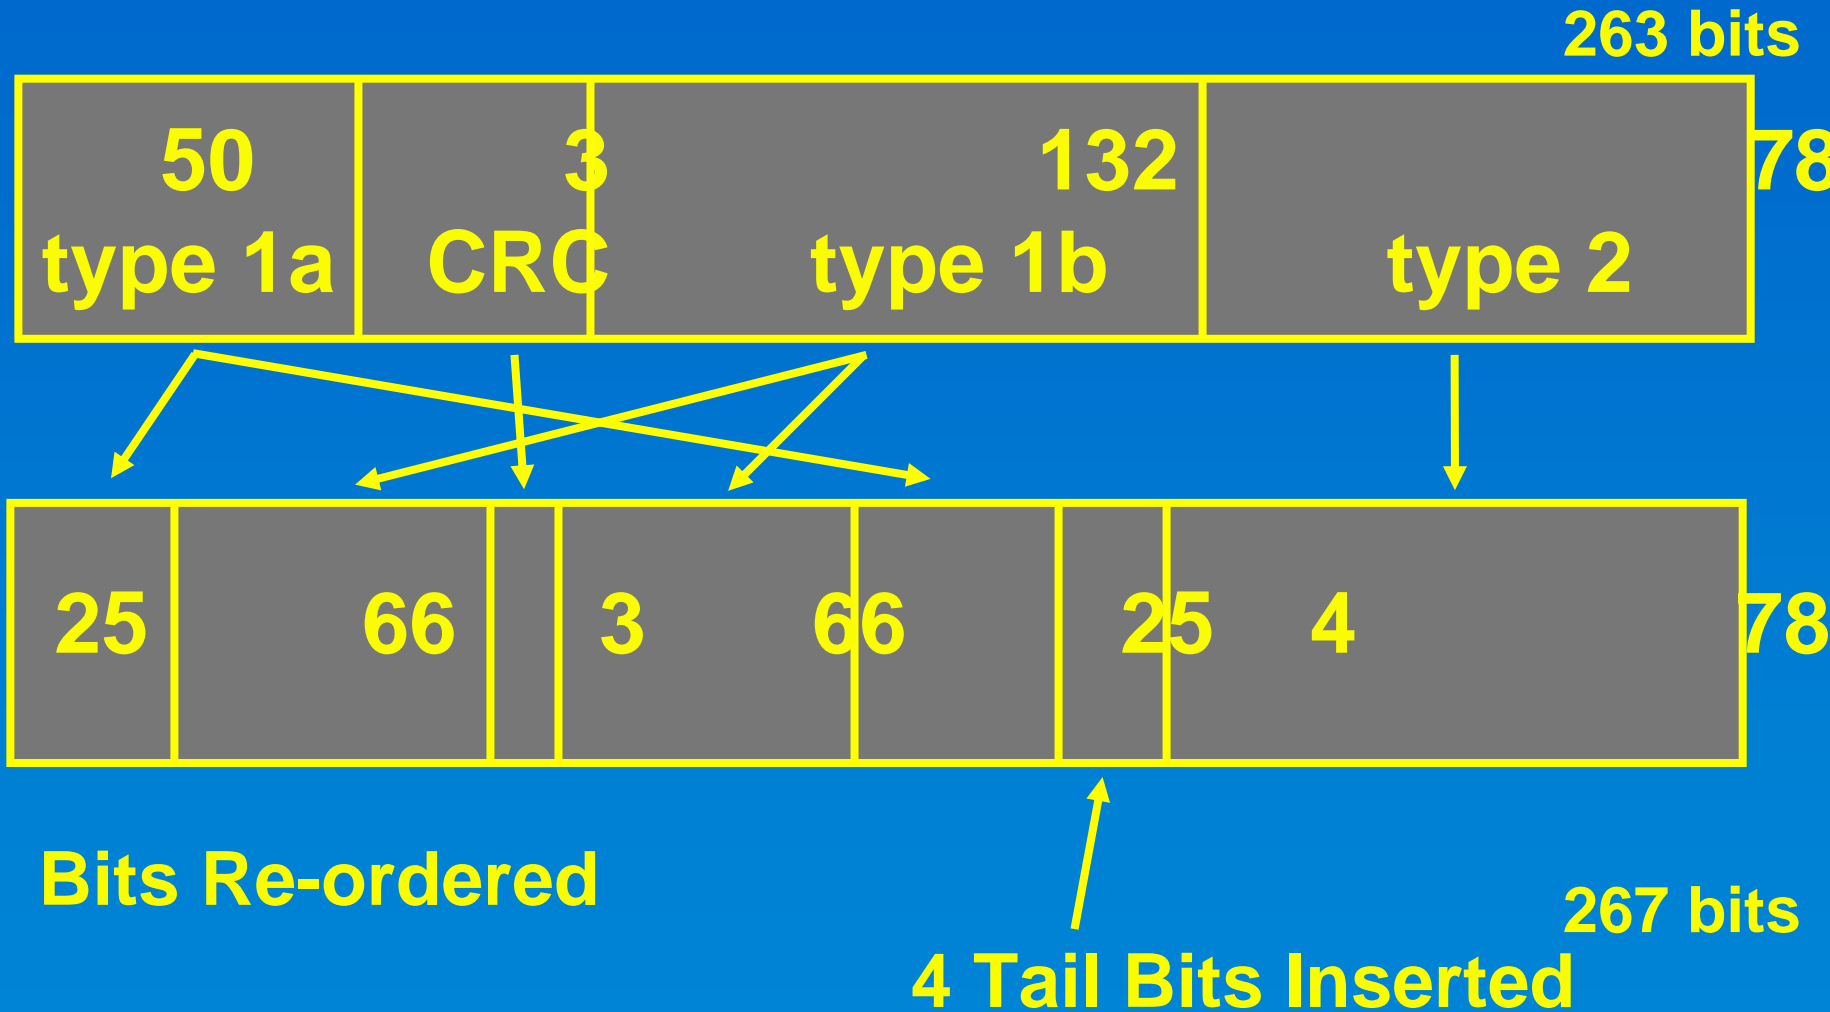 263 bits
50 3 132 78
type 1a CRC type 1b type 2
25 66 3 66 25 4 78
Bits Re-ordered
267 bits
4 Tail Bits Inserted